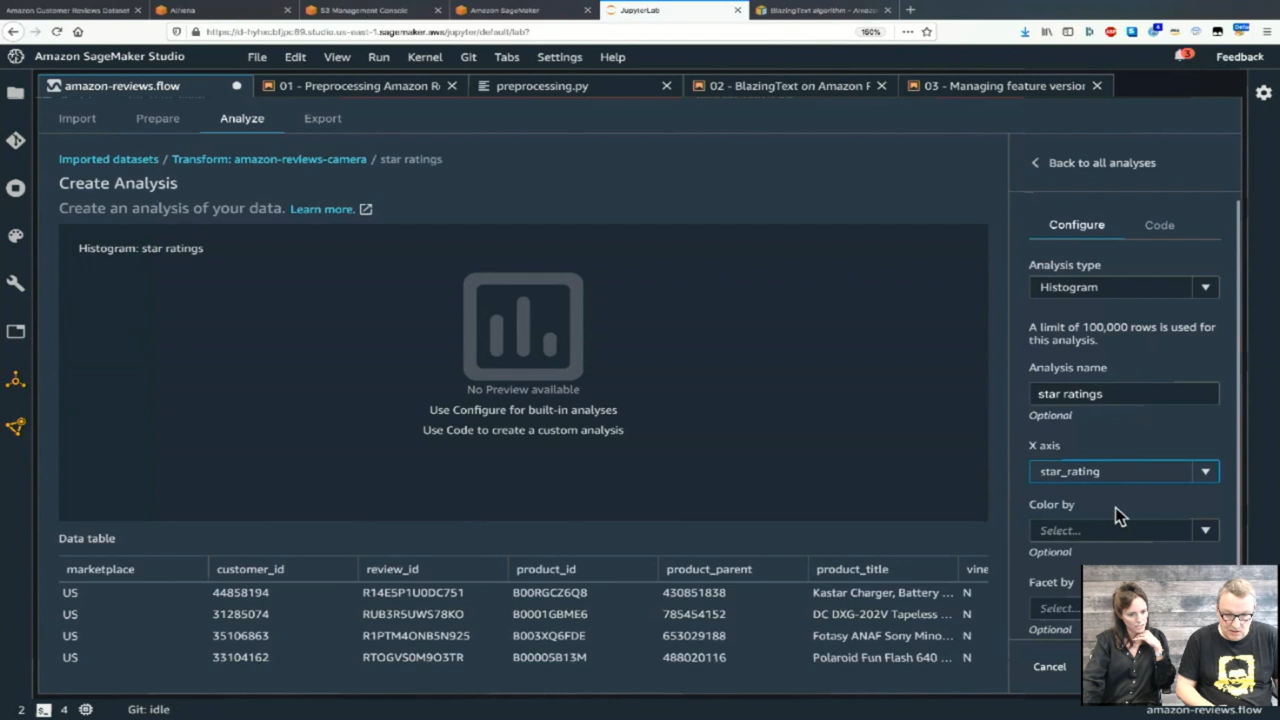 Amazon Customer Reviews Dataset
Athena
S3 Management Console
Amazon SageMaker
JupyterLab
BlazingText algorithm - Amazon
160%
Amazon SageMaker Studio
File Edit View Run Kernel Git Tabs Settings Help
3
Feedback
amazon-reviews.flow
01 - Preprocessing Amazon Re
preprocessing.py
02 - BlazingText on Amazon F
03 - Managing feature version
Import Prepare Analyze Export
Imported datasets / Transform: amazon-reviews-camera / star ratings
Back to all analyses
Create Analysis
Create an analysis of your data. Learn more.
Configure Code
Histogram: star ratings
No Preview available
Use Configure for built-in analyses
Use Code to create a custom analysis
Analysis type
Histogram
A limit of 100,000 rows is used for
this analysis.
Analysis name
star ratings
Optional
X axis
star_rating
Color by
Select...
Optional
Facet by
Select...
Optional
Cancel
Data table
marketplace customer_id review_id product_id product_parent product_title vine
US 44858194 R14E5P1U0DC751 B00RGCZ6Q8 430851838 Kastar Charger, Battery ... N
US 31285074 RUB3R5UWS78KO B0001GBME6 785454152 DC DXG-202V Tapeless ... N
US 35106863 R1PTM4ONB5N925 B003XQ6FDE 653029188 Fotasy ANAF Sony Mino... N
US 33104162 RTOGVS0M9O3TR B00005B13M 488020116 Polaroid Fun Flash 640 ... N
2 4 Git: idle
amazon-reviews.flow